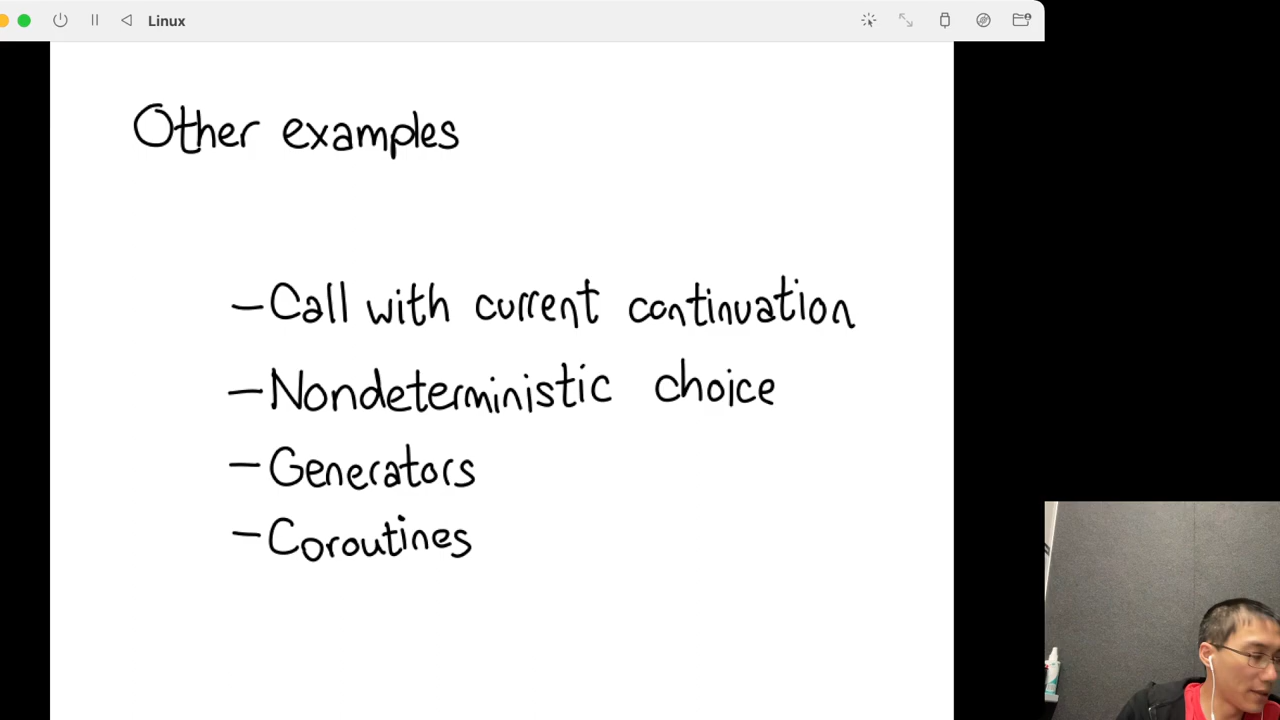 Linux
Other examples
– Call with current continuation
– Nondeterministic choice
– Generators
– Coroutines